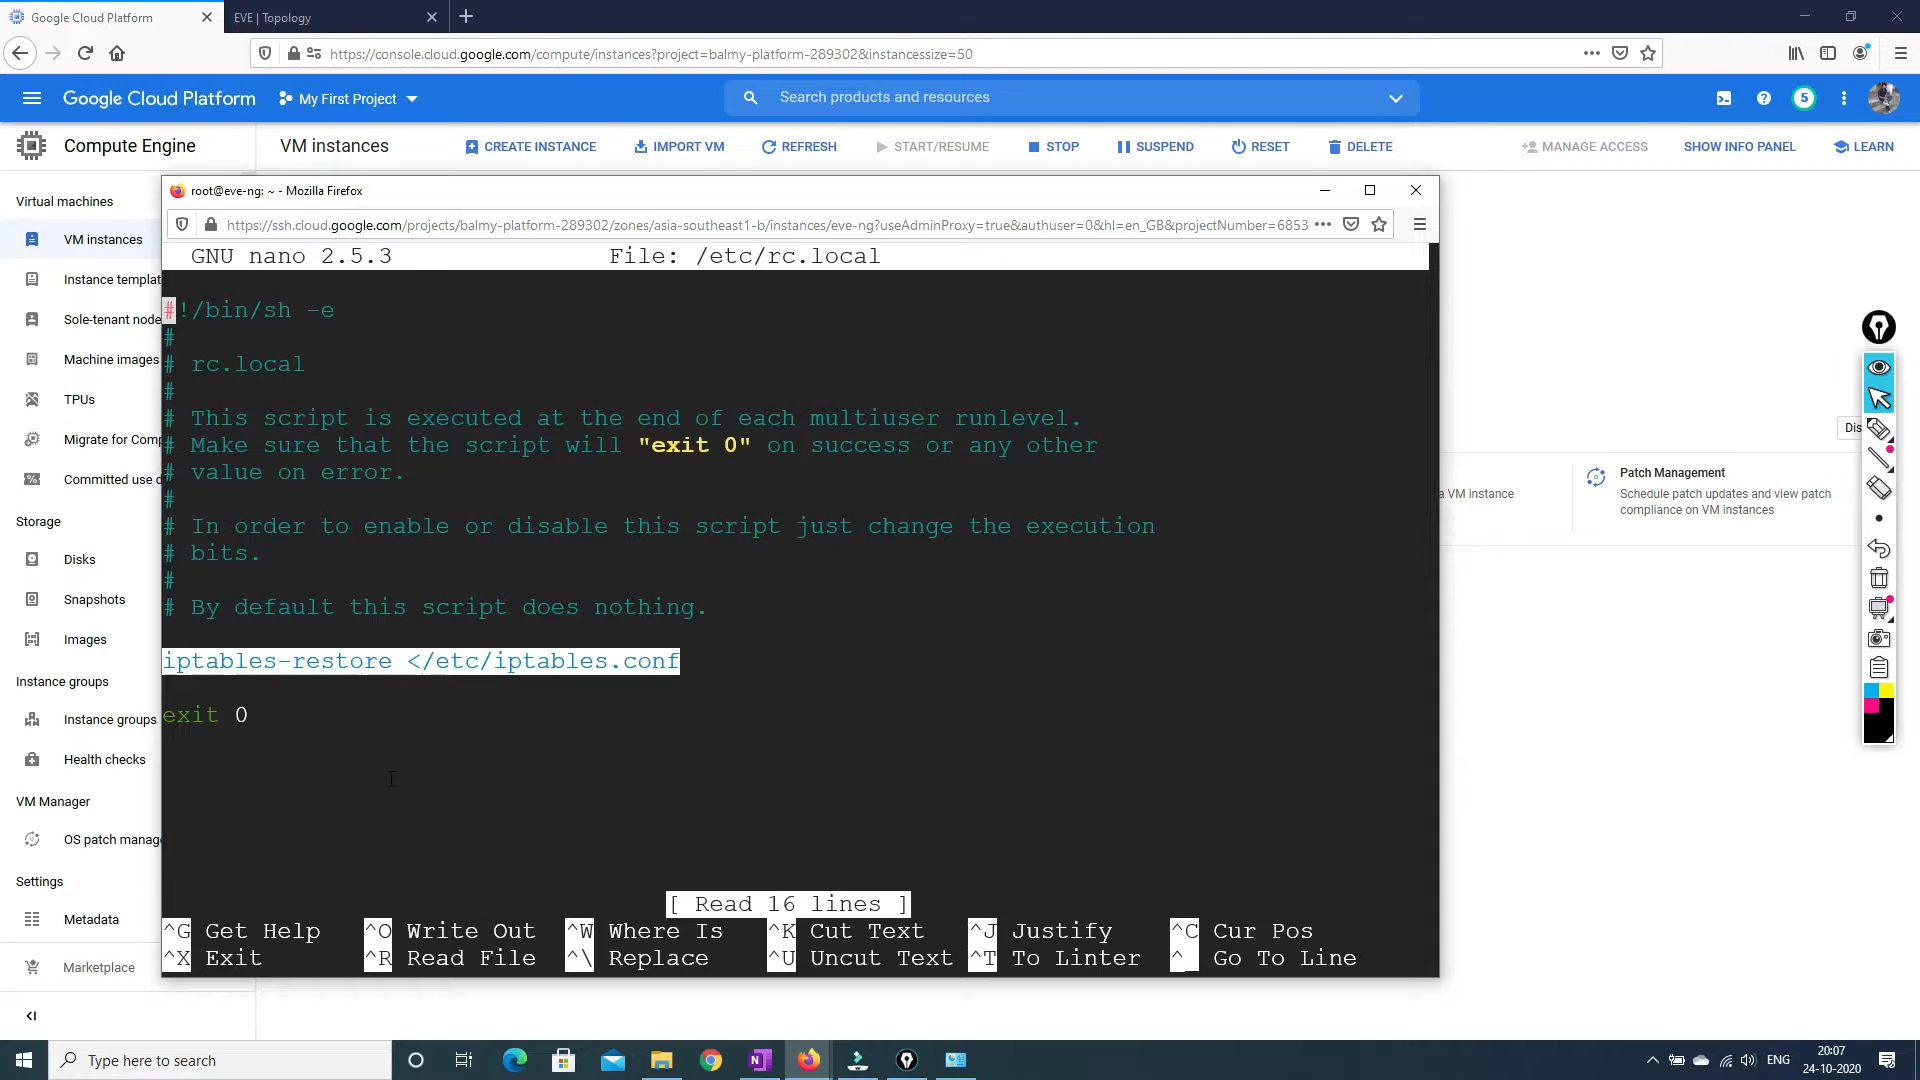 Google Cloud Platform
EVE | Topology
https://console.cloud.google.com/compute/instances?project=balmy-platform-289302&instancessize=50
Google Cloud Platform
My First Project
Search products and resources
5
Compute Engine
VM instances
CREATE INSTANCE
IMPORT VM
REFRESH
START/RESUME
STOP
SUSPEND
RESET
DELETE
MANAGE ACCESS
SHOW INFO PANEL
LEARN
Virtual machines
VM instances
Instance templat
Sole-tenant node
Machine images
TPUs
Migrate for Comp
Committed use d
Storage
Disks
Snapshots
Images
Instance groups
Instance groups
Health checks
VM Manager
OS patch manage
Settings
Metadata
Marketplace
root@eve-ng: ~ - Mozilla Firefox
https://ssh.cloud.google.com/projects/balmy-platform-289302/zones/asia-southeast1-b/instances/eve-ng?useAdminProxy=true&authuser=0&hl=en_GB&projectNumber=6853
GNU nano 2.5.3 File: /etc/rc.local
#!/bin/sh -e
#
# rc.local
#
# This script is executed at the end of each multiuser runlevel.
# Make sure that the script will "exit 0" on success or any other
# value on error.
#
# In order to enable or disable this script just change the execution
# bits.
#
# By default this script does nothing.
iptables-restore </etc/iptables.conf
exit 0
[ Read 16 lines ]
^G Get Help ^O Write Out ^W Where Is ^K Cut Text ^J Justify ^C Cur Pos
^X Exit ^R Read File ^\ Replace ^U Uncut Text ^T To Linter ^_ Go To Line
Dis
a VM instance
Patch Management
Schedule patch updates and view patch
compliance on VM instances
Type here to search
ENG
20:07
24-10-2020